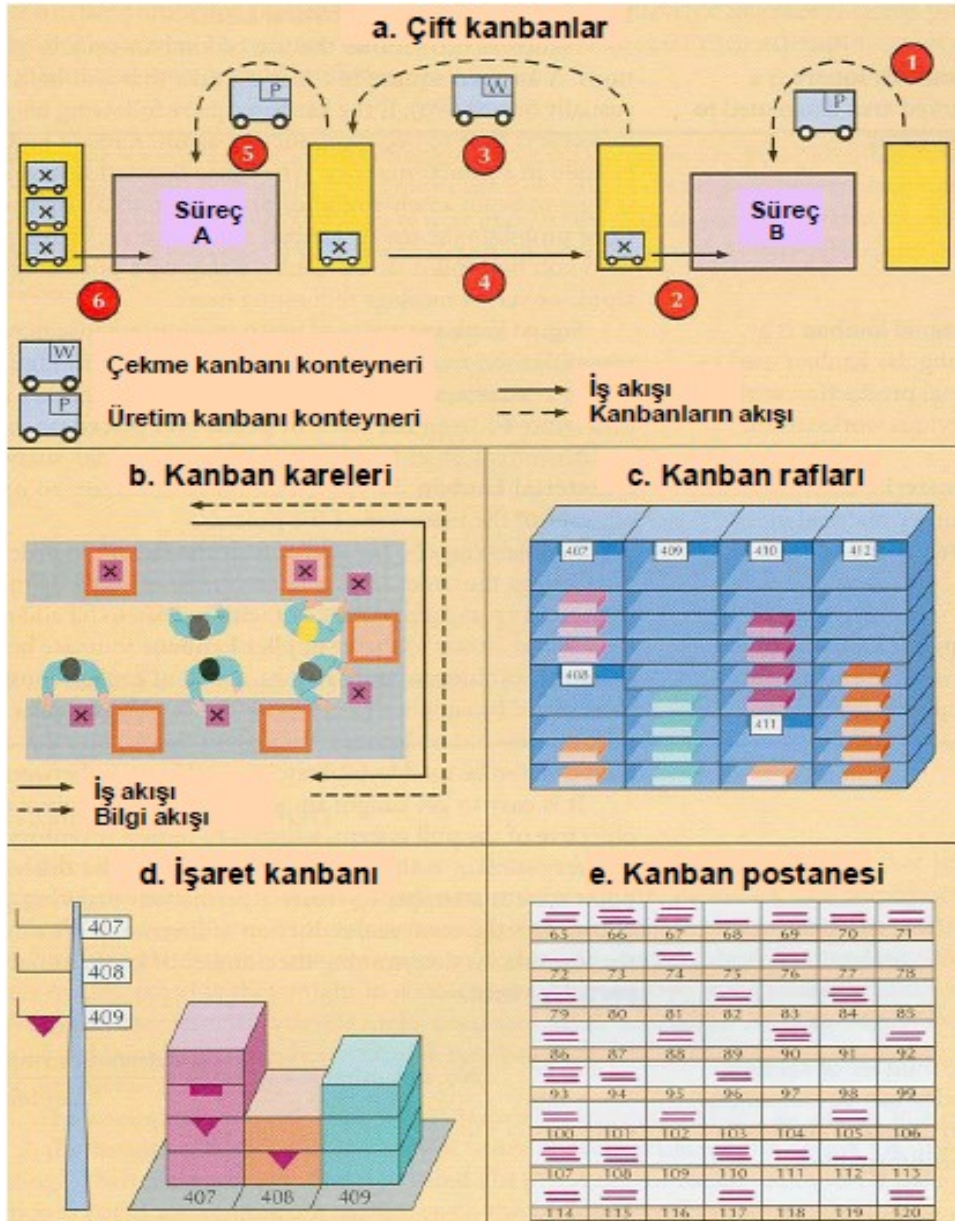 a. Çift kanbanlar
1
P
W
P
5
3
Süreç
A
Süreç
B
X
X
X
X
X
4
2
6
W
Çekme kanbanı konteyneri
P
Üretim kanbanı konteyneri
İş akışı
Kanbanların akışı
b. Kanban kareleri
X
X
X
X
X
X
İş akışı
Bilgi akışı
c. Kanban rafları
407
409
410
412
408
411
d. İşaret kanbanı
407
408
409
407
408
409
e. Kanban postanesi
65 66 67 68 69 70 71
72 73 74 75 76 77 78
79 80 81 82 83 84 85
86 87 88 89 90 91 92
93 94 95 96 97 98 99
100 101 102 103 104 105 106
107 108 109 110 111 112 113
114 115 116 117 118 119 120